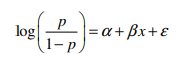 log(p/(1−p)) = α + βx + ε